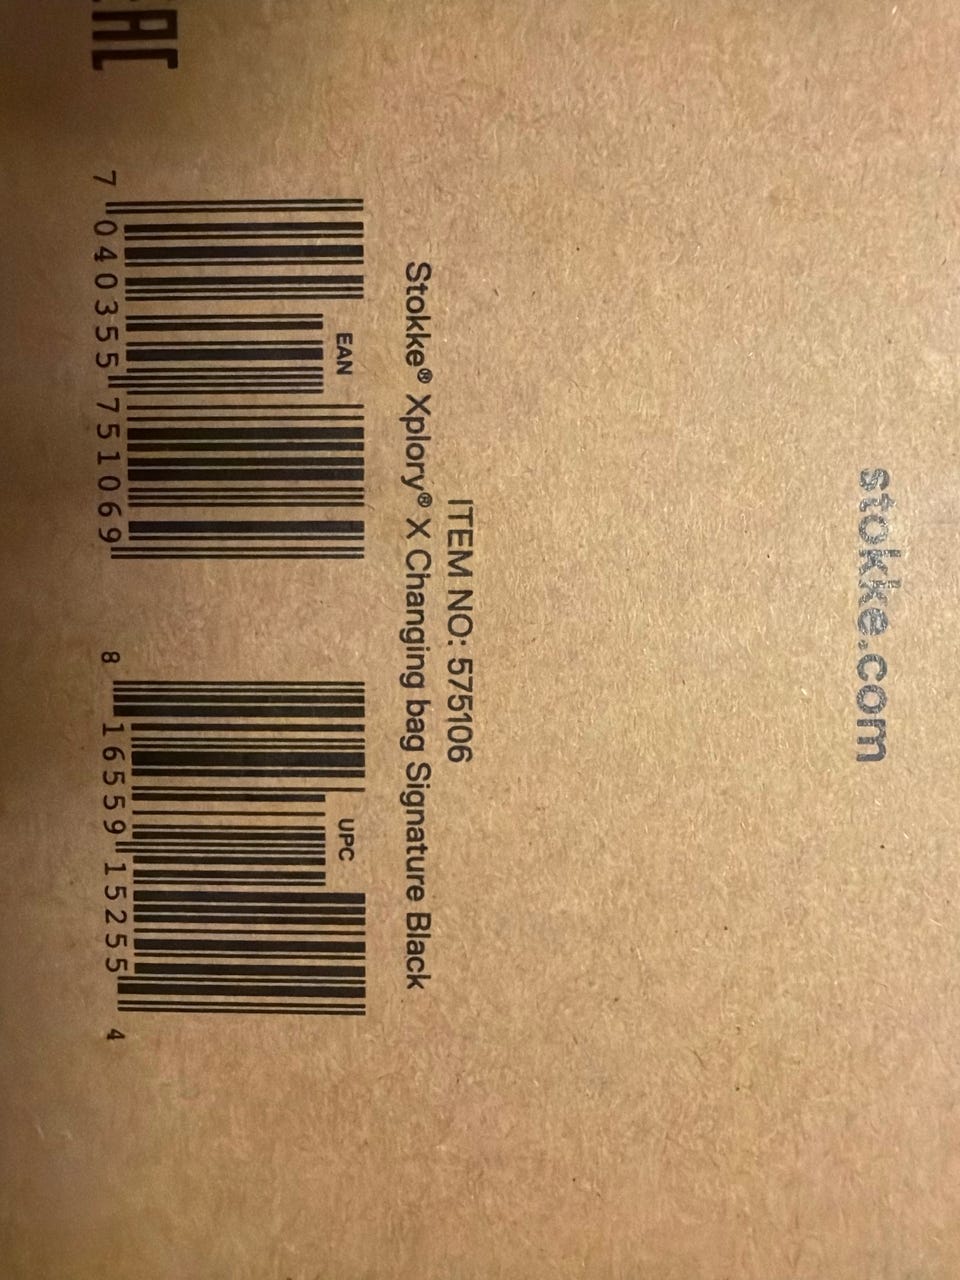 stokke.com
ITEM NO: 575106
Stokke® Xplory® X Changing bag Signature Black
EAN
UPC
7 040355 751069
8 16559 15255 4
EAC